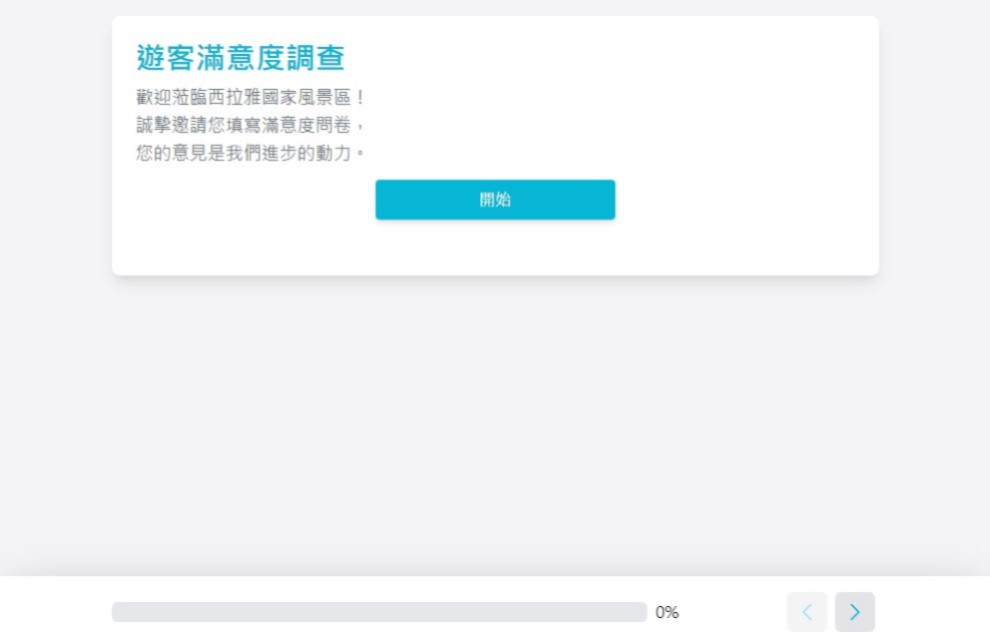 遊客滿意度調查
歡迎蒞臨西拉雅國家風景區！
誠摯邀請您填寫滿意度問卷，
您的意見是我們進步的動力。
開始
0%